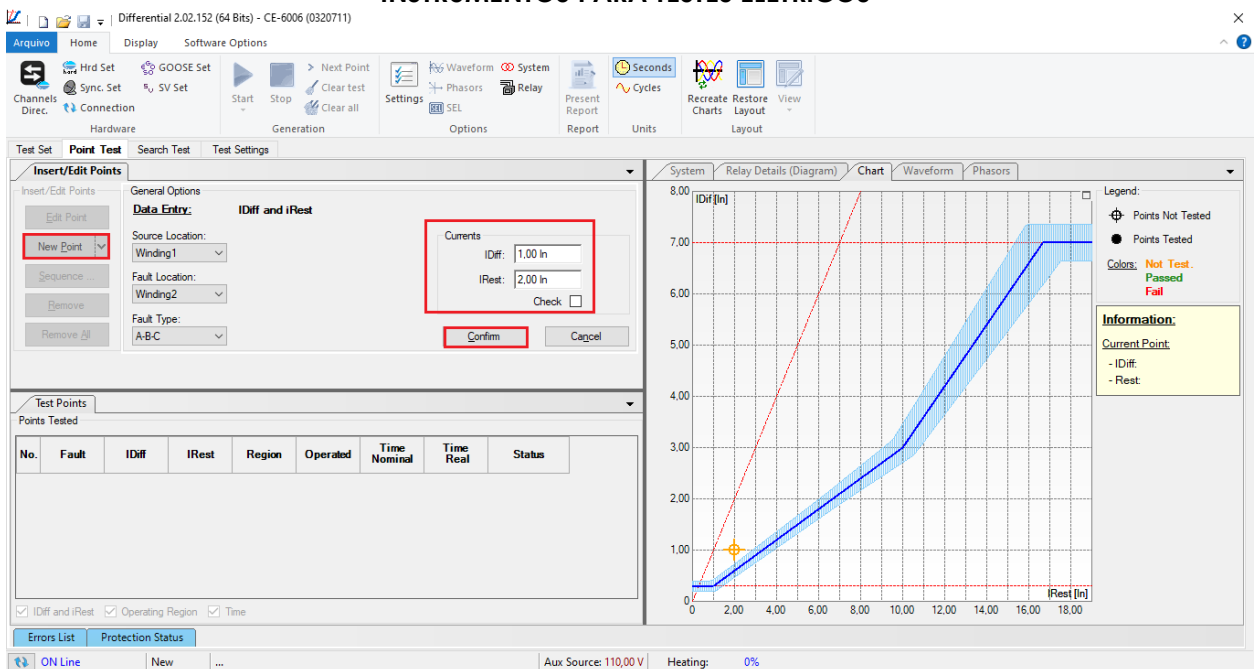 INSTRUMENTOS PARA TESTES ELÉTRICOS
Differential 2.02.152 (64 Bits) - CE-6006 (0320711)
Arquivo Home Display Software Options
Channels Direc.
Hrd Set
Sync. Set
Connection
GOOSE Set
SV Set
Hardware
Start
Stop
Next Point
Clear test
Clear all
Generation
Settings
Waveform
Phasors
SEL
System
Relay
Options
Present Report
Report
Seconds
Cycles
Units
Recreate Charts
Restore Layout
View
Layout
Test Set Point Test Search Test Test Settings
Insert/Edit Points
Insert/Edit Points
Edit Point
New Point
Sequence ...
Remove
Remove All
General Options
Data Entry: IDiff and iRest
Source Location:
Winding1
Fault Location:
Winding2
Fault Type:
A-B-C
Currents
IDiff: 1,00 In
IRest: 2,00 In
Check
Confirm Cancel
Test Points
Points Tested
No. Fault IDiff IRest Region Operated Time Nominal Time Real Status
IDiff and iRest Operating Region Time
System Relay Details (Diagram) Chart Waveform Phasors
IDif [In]
8,00
7,00
6,00
5,00
4,00
3,00
2,00
1,00
0
0 2,00 4,00 6,00 8,00 10,00 12,00 14,00 16,00 18,00
IRest [In]
Legend:
Points Not Tested
Points Tested
Colors: Not Test.
Passed
Fail
Information:
Current Point:
- IDiff:
- Rest:
Errors List Protection Status
ON Line New ... Aux Source: 110,00 V Heating: 0%